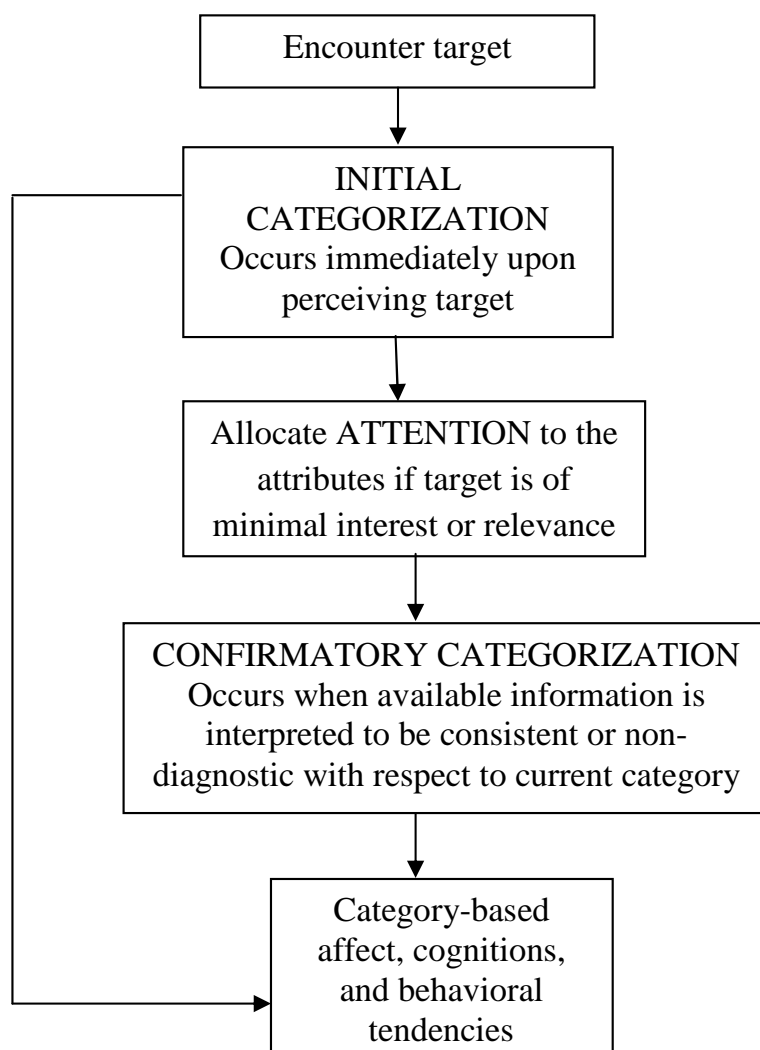 Encounter target
INITIAL
CATEGORIZATION
Occurs immediately upon
perceiving target
Allocate ATTENTION to the
attributes if target is of
minimal interest or relevance
CONFIRMATORY CATEGORIZATION
Occurs when available information is
interpreted to be consistent or non-
diagnostic with respect to current category
Category-based
affect, cognitions,
and behavioral
tendencies